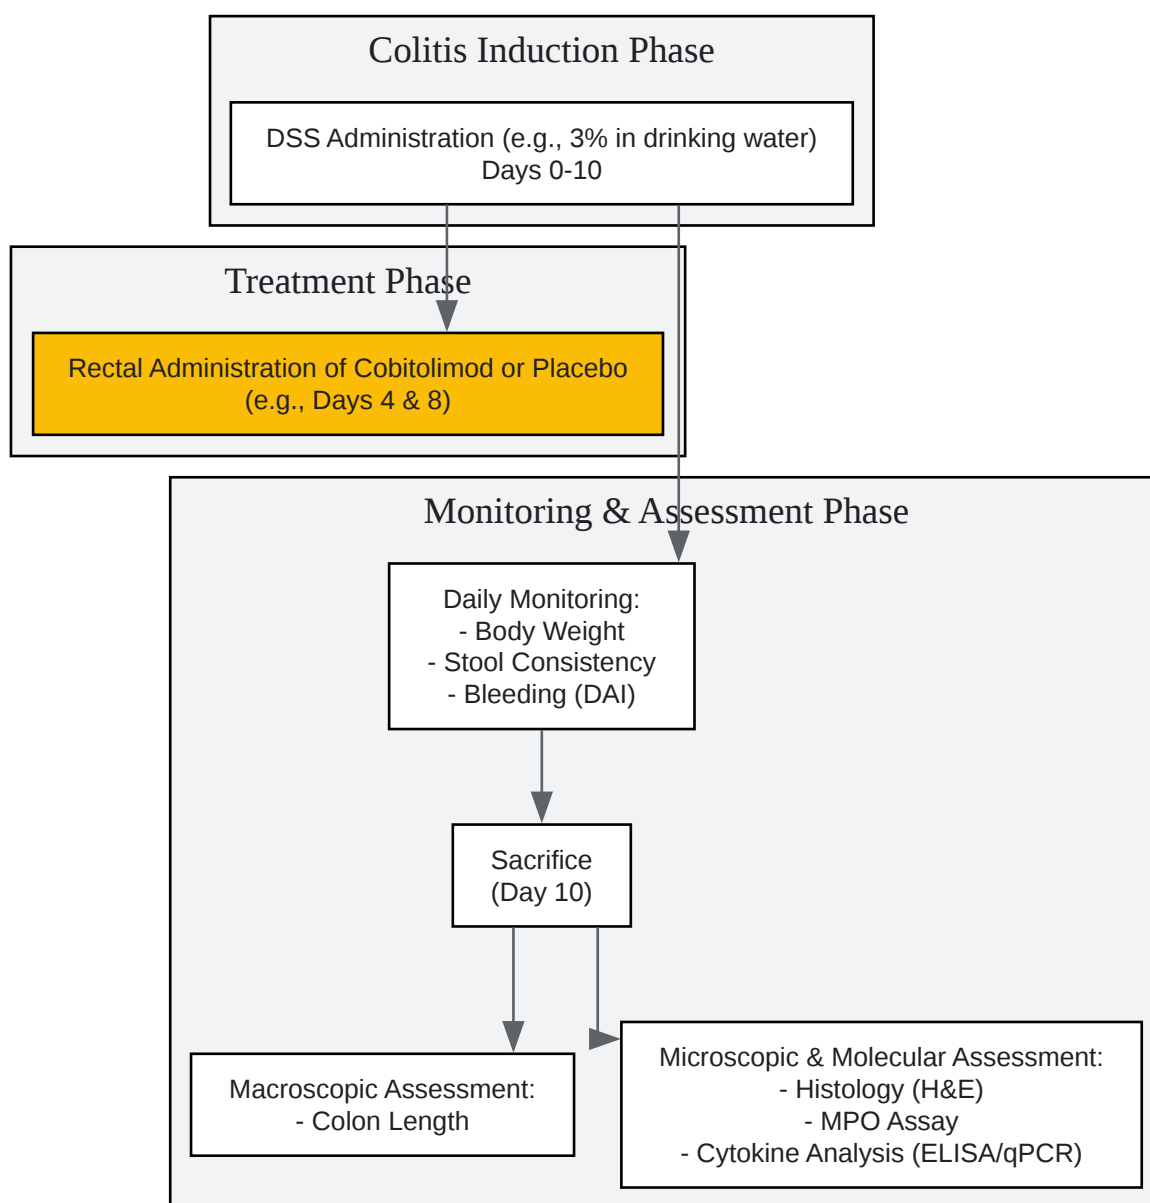 Colitis Induction Phase
DSS Administration (e.g., 3% in drinking water)
Days 0-10
Treatment Phase
Rectal Administration of Cobitolimod or Placebo
(e.g., Days 4 & 8)
Monitoring & Assessment Phase
Daily Monitoring:
- Body Weight
- Stool Consistency
- Bleeding (DAI)
Sacrifice
(Day 10)
Macroscopic Assessment:
- Colon Length
Microscopic & Molecular Assessment:
- Histology (H&E)
- MPO Assay
- Cytokine Analysis (ELISA/qPCR)